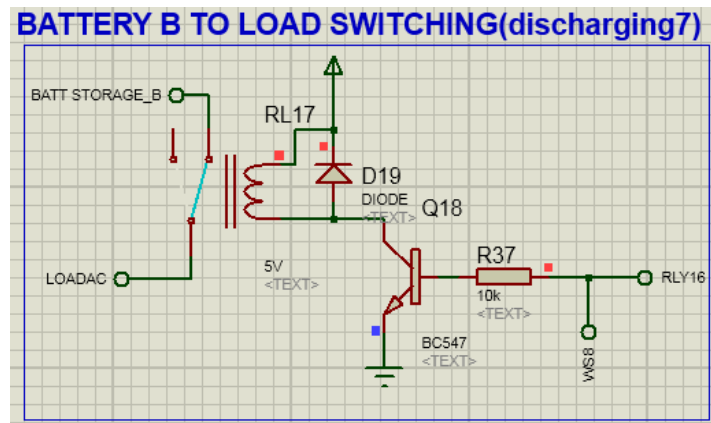 BATTERY B TO LOAD SWITCHING(discharging7)
BATT STORAGE_B
RL17
D19
DIODE
<TEXT>
Q18
LOADAC
5V
<TEXT>
R37
10k
<TEXT>
RLY16
BC547
<TEXT>
WS8